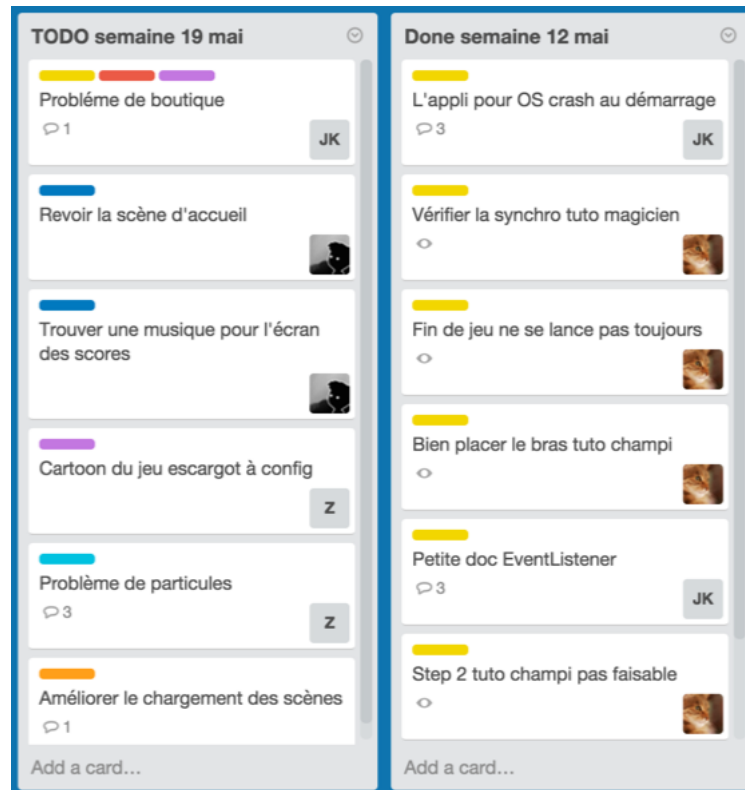 TODO semaine 19 mai
Probléme de boutique
1
JK
Revoir la scène d'accueil
Trouver une musique pour l'écran
des scores
Cartoon du jeu escargot à config
Z
Problème de particules
3
Z
Améliorer le chargement des scènes
1
Add a card...
Done semaine 12 mai
L'appli pour OS crash au démarrage
3
JK
Vérifier la synchro tuto magicien
Fin de jeu ne se lance pas toujours
Bien placer le bras tuto champi
Petite doc EventListener
3
JK
Step 2 tuto champi pas faisable
Add a card...